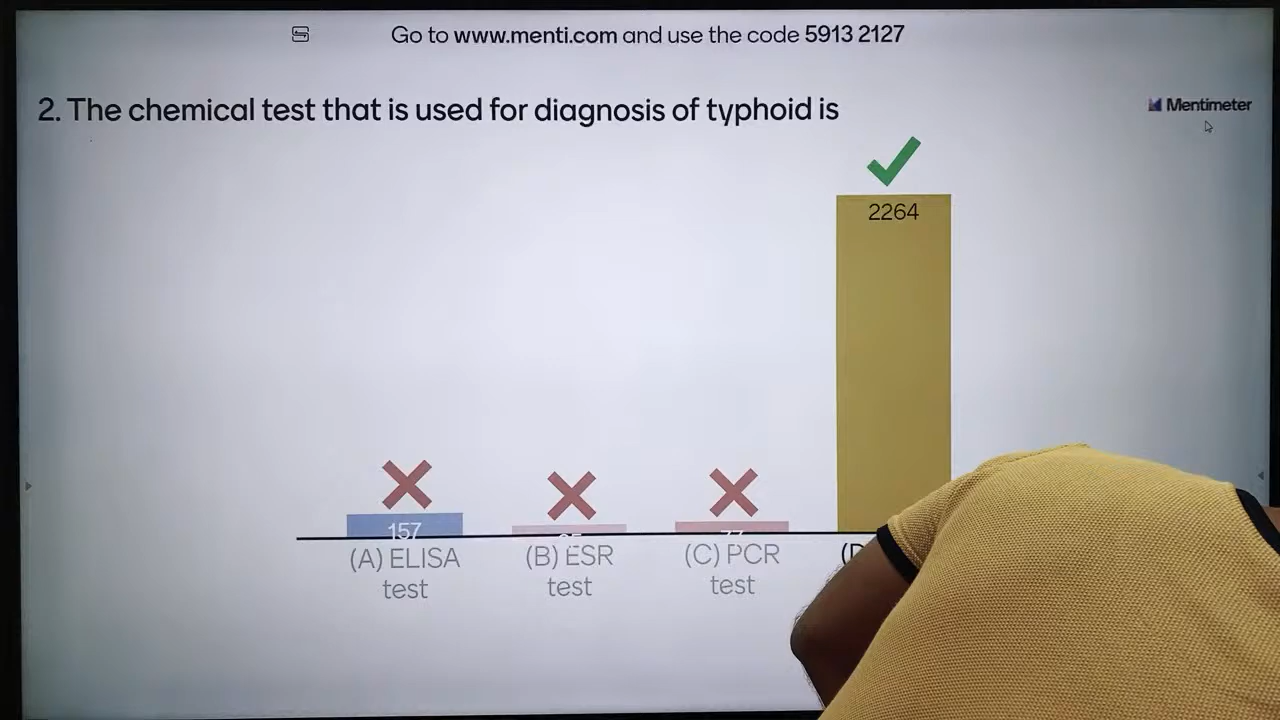 Go to www.menti.com and use the code 5913 2127
2. The chemical test that is used for diagnosis of typhoid is
Mentimeter
2264
157
77
(A) ELISA
test
(B) ESR
test
(C) PCR
test
(D